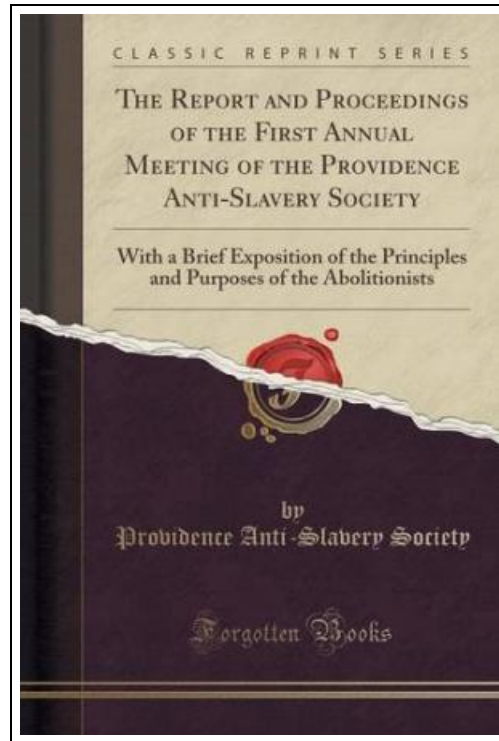 CLASSIC REPRINT SERIES
THE REPORT AND PROCEEDINGS
OF THE FIRST ANNUAL
MEETING OF THE PROVIDENCE
ANTI-SLAVERY SOCIETY
With a Brief Exposition of the Principles
and Purposes of the Abolitionists
by
Providence Anti-Slavery Society
Forgotten Books